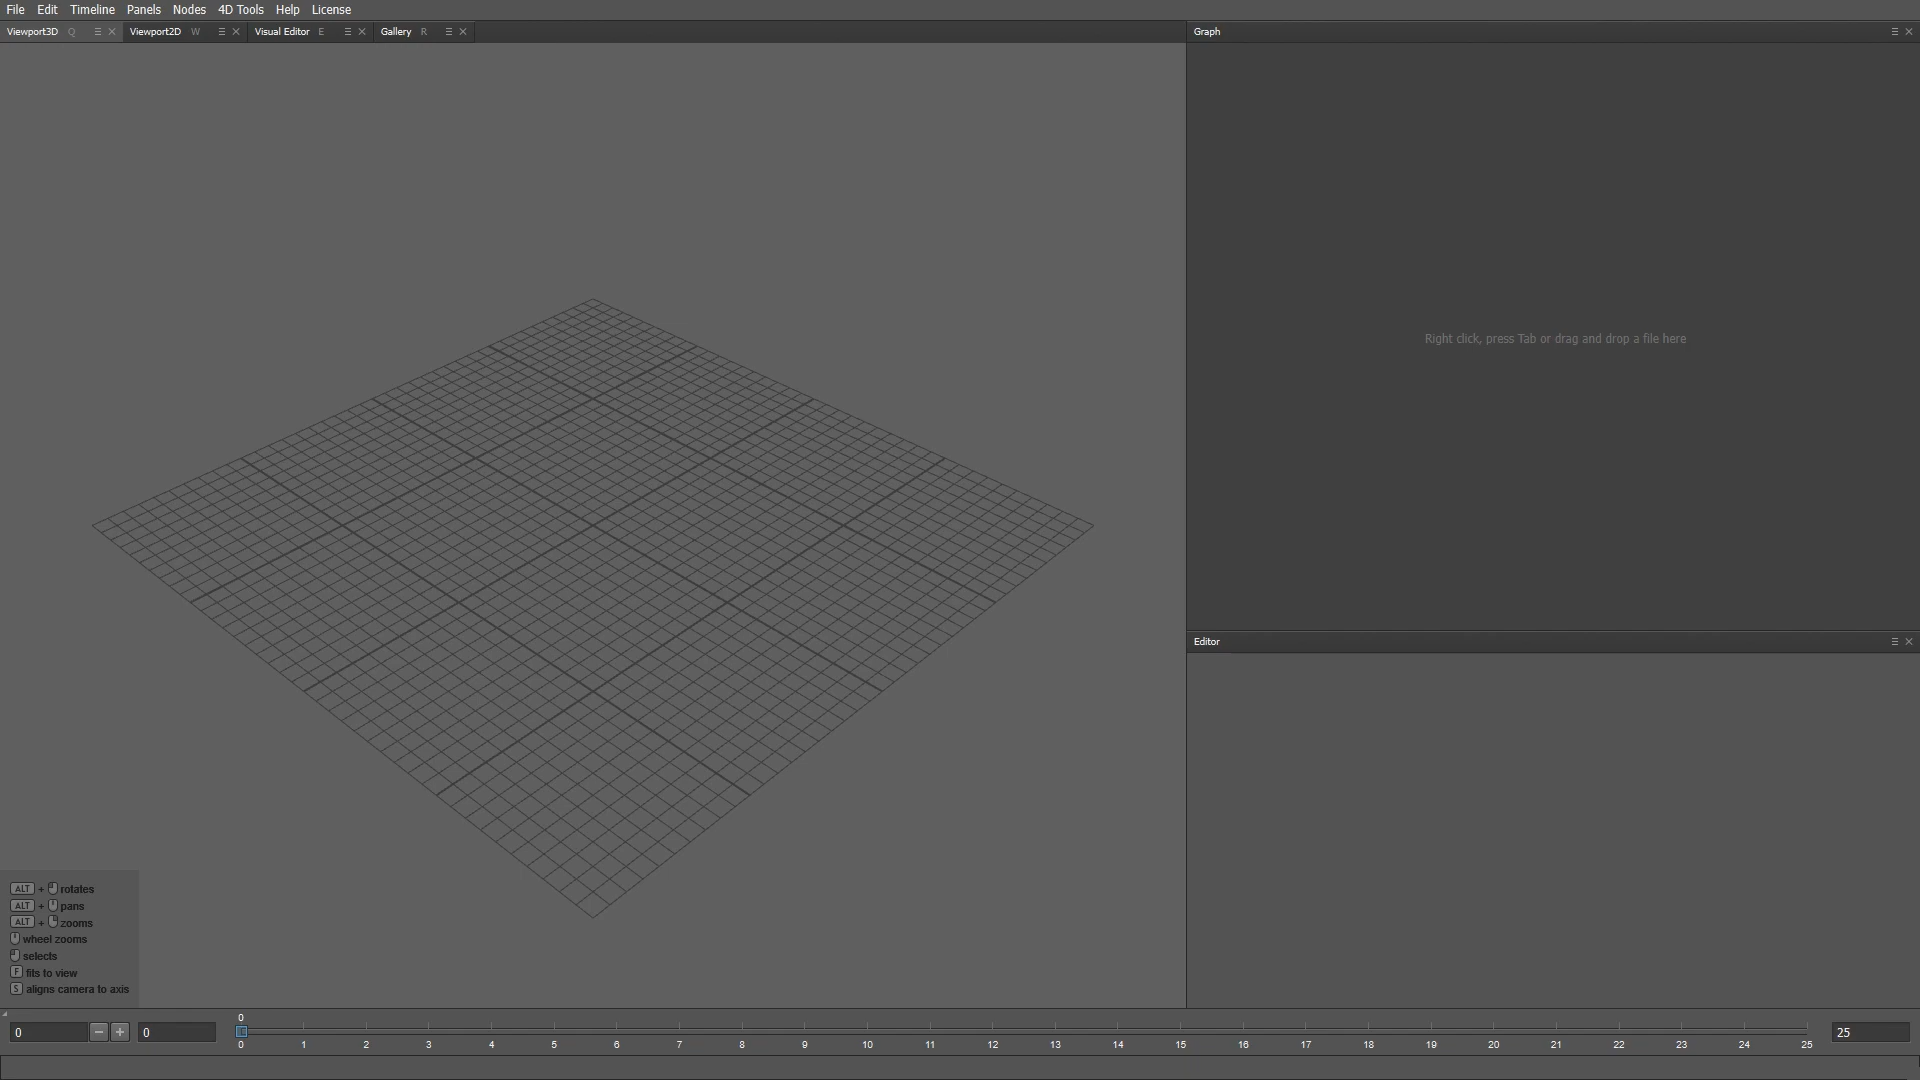 File Edit Timeline Panels Nodes 4D Tools Help License
Viewport3D Q Viewport2D W Visual Editor E Gallery R Graph
Right click, press Tab or drag and drop a file here
Editor
ALT + rotates
ALT + pans
ALT + zooms
wheel zooms
selects
F fits to view
S aligns camera to axis
0
0 0 25
0 1 2 3 4 5 6 7 8 9 10 11 12 13 14 15 16 17 18 19 20 21 22 23 24 25